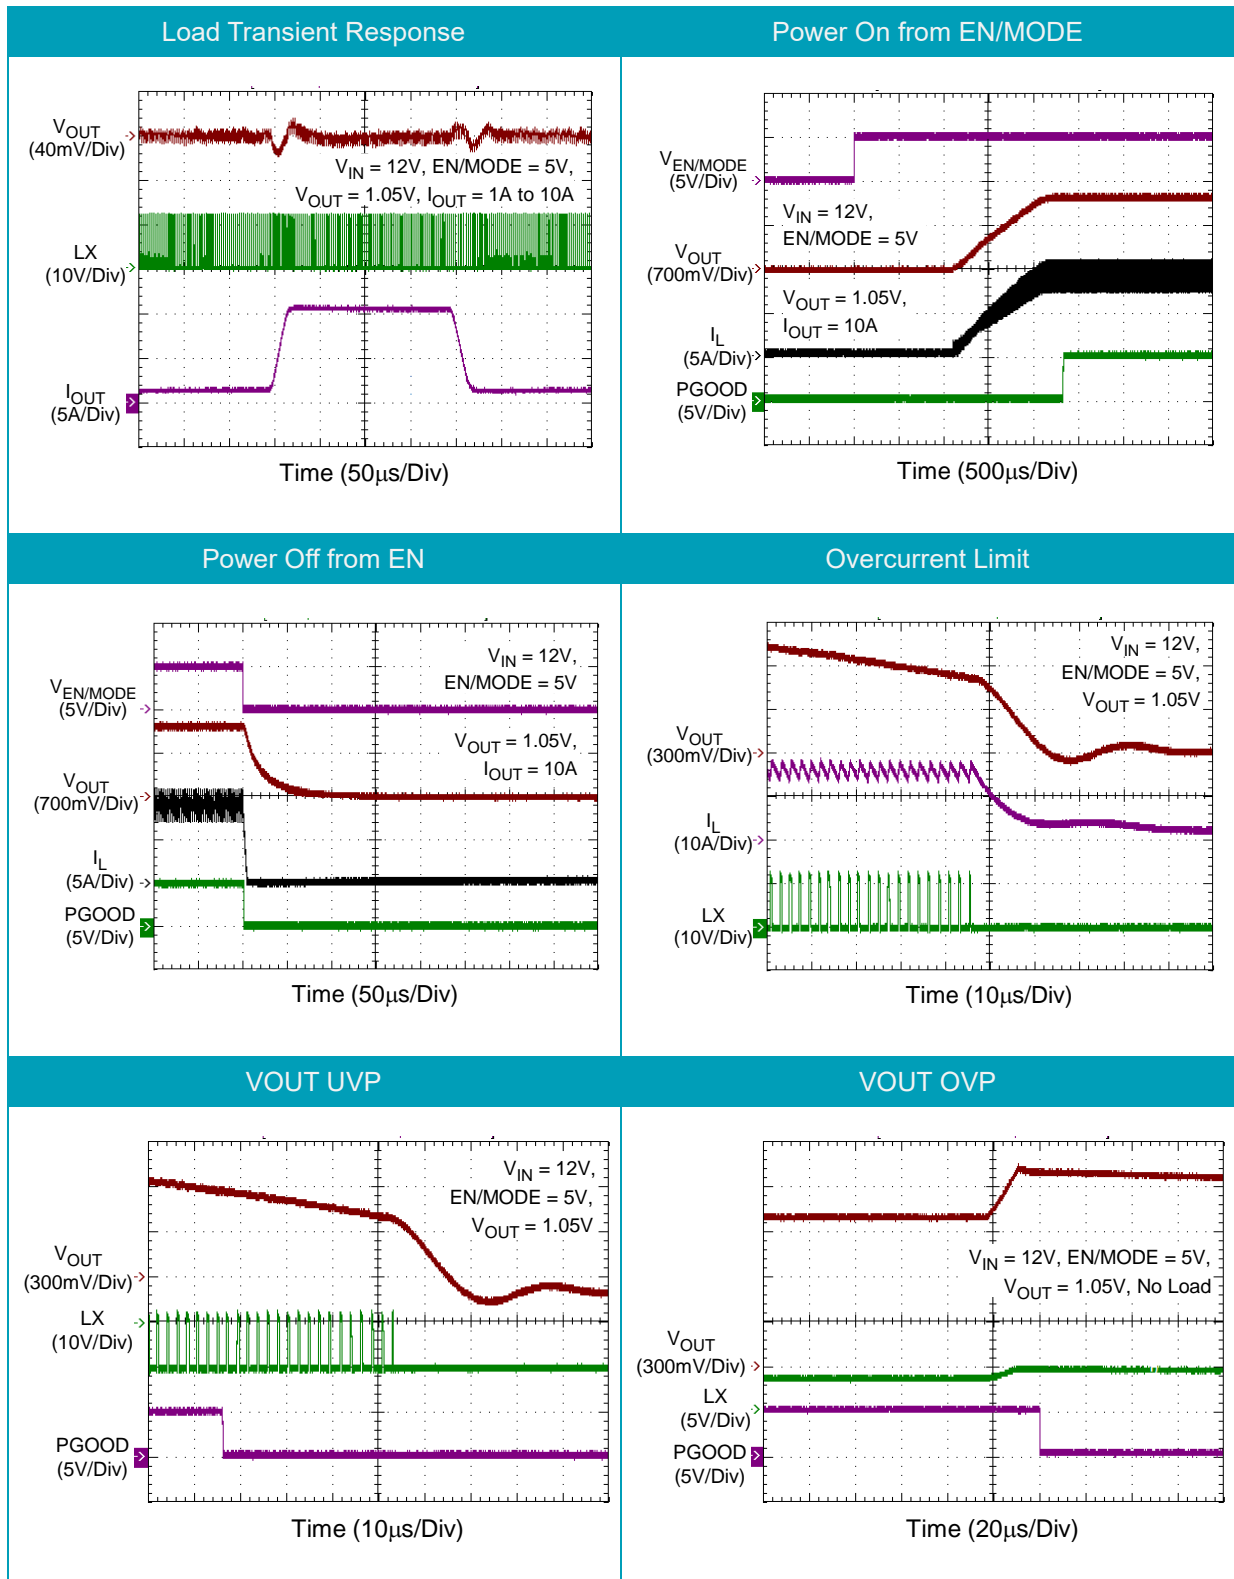 Load Transient Response
VOUT
(40mV/Div)
VIN = 12V, EN/MODE = 5V,
VOUT = 1.05V, IOUT = 1A to 10A
LX
(10V/Div)
IOUT
(5A/Div)
Time (50μs/Div)
Power On from EN/MODE
VEN/MODE
(5V/Div)
VIN = 12V,
EN/MODE = 5V
VOUT
(700mV/Div)
VOUT = 1.05V,
IOUT = 10A
IL
(5A/Div)
PGOOD
(5V/Div)
Time (500μs/Div)
Power Off from EN
VIN = 12V,
EN/MODE = 5V
VEN/MODE
(5V/Div)
VOUT = 1.05V,
IOUT = 10A
VOUT
(700mV/Div)
IL
(5A/Div)
PGOOD
(5V/Div)
Time (50μs/Div)
Overcurrent Limit
VIN = 12V,
EN/MODE = 5V,
VOUT = 1.05V
VOUT
(300mV/Div)
IL
(10A/Div)
LX
(10V/Div)
Time (10μs/Div)
VOUT UVP
VIN = 12V,
EN/MODE = 5V,
VOUT = 1.05V
VOUT
(300mV/Div)
LX
(10V/Div)
PGOOD
(5V/Div)
Time (10μs/Div)
VOUT OVP
VIN = 12V, EN/MODE = 5V,
VOUT = 1.05V, No Load
VOUT
(300mV/Div)
LX
(5V/Div)
PGOOD
(5V/Div)
Time (20μs/Div)